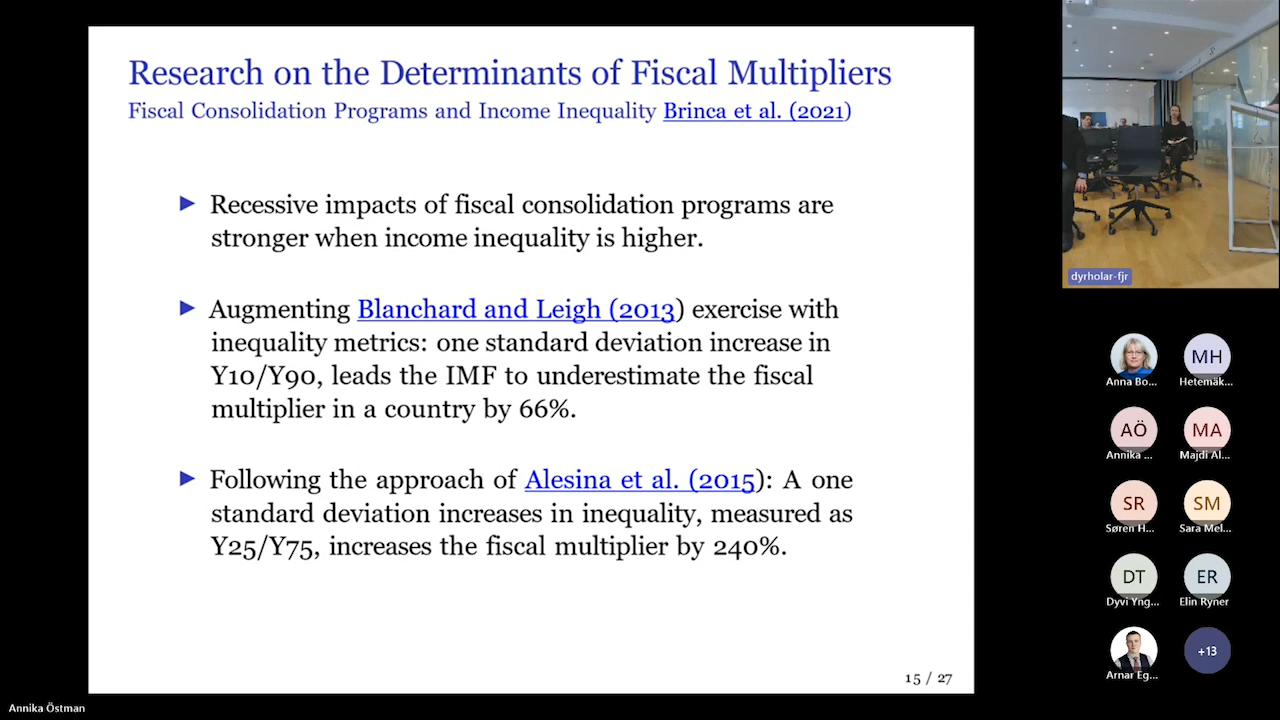 Research on the Determinants of Fiscal Multipliers
Fiscal Consolidation Programs and Income Inequality Brinca et al. (2021)
▶ Recessive impacts of fiscal consolidation programs are
stronger when income inequality is higher.
▶ Augmenting Blanchard and Leigh (2013) exercise with
inequality metrics: one standard deviation increase in
Y10/Y90, leads the IMF to underestimate the fiscal
multiplier in a country by 66%.
▶ Following the approach of Alesina et al. (2015): A one
standard deviation increases in inequality, measured as
Y25/Y75, increases the fiscal multiplier by 240%.
15 / 27
Annika Östman
dyrholar-fjr
Anna Bo...
MH
Hetemäk...
AÖ
Annika ...
MA
Majdi Al...
SR
Søren H...
SM
Sara Mel...
DT
Dyvi Yng...
ER
Elin Ryner
Arnar Eg...
+13